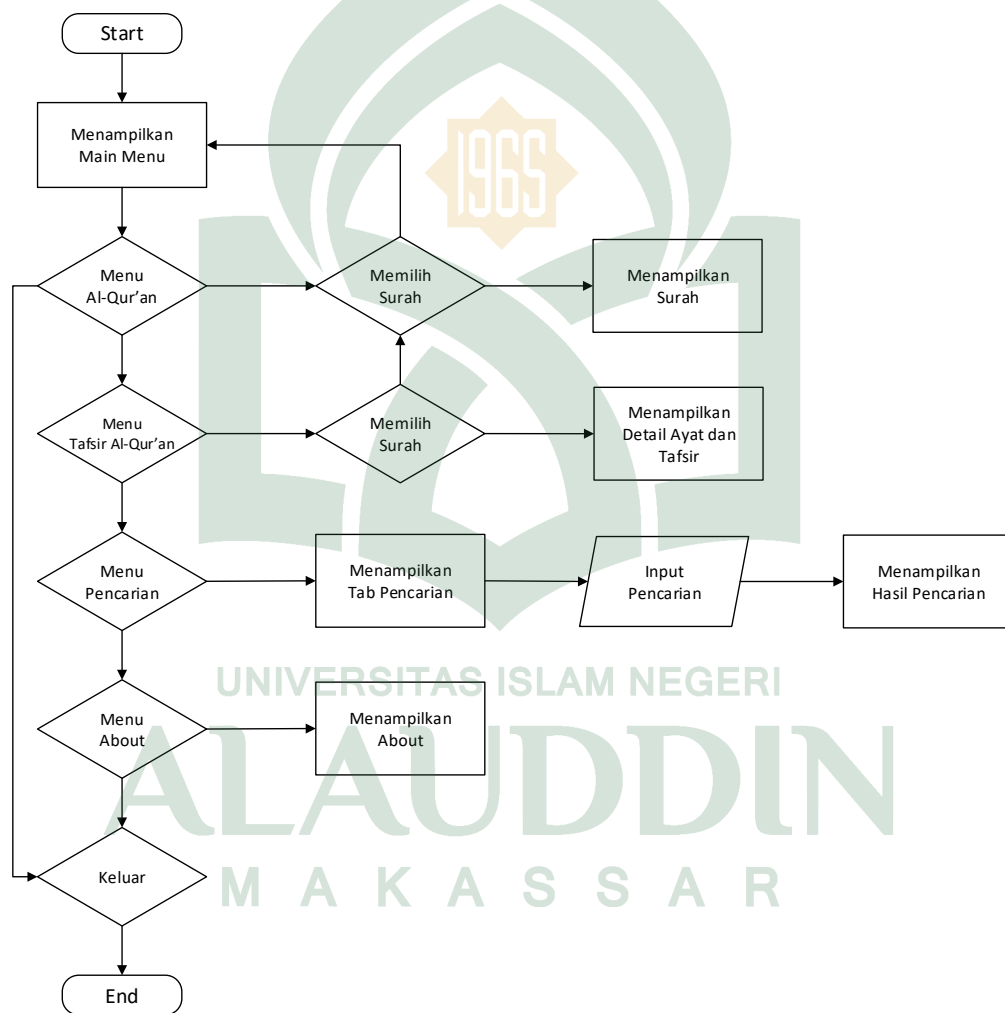 Start
Menampilkan
Main Menu
1965
Menu
Al-Qur’an
Memilih
Surah
Menampilkan
Surah
Menu
Tafsir Al-Qur’an
Memilih
Surah
Menampilkan
Detail Ayat dan
Tafsir
Menu
Pencarian
Menampilkan
Tab Pencarian
Input
Pencarian
Menampilkan
Hasil Pencarian
UNIVERSITAS ISLAM NEGERI
Menu
About
Menampilkan
About
ALAUDDIN
Keluar
MAKASSAR
End